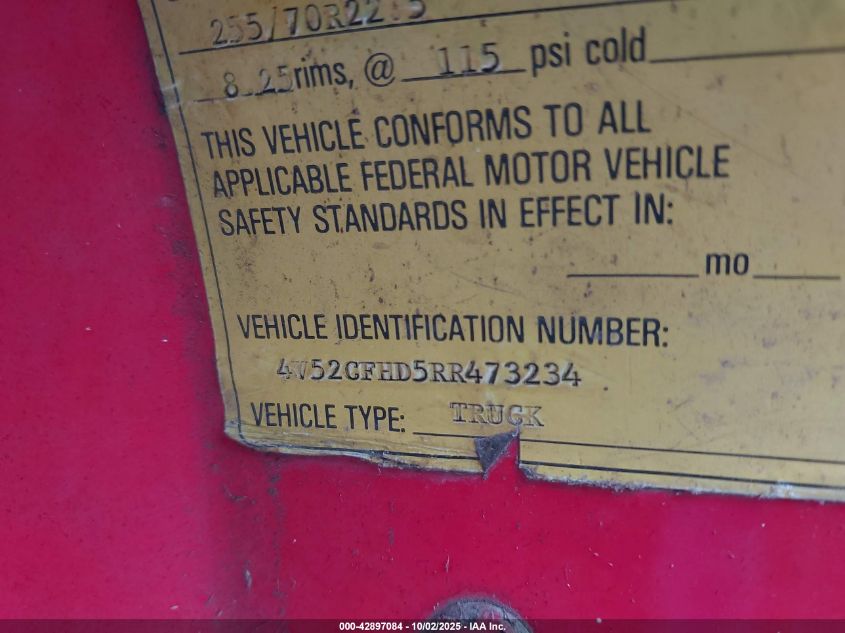 255/70R22.5
8.25 rims, @ 115 psi cold
THIS VEHICLE CONFORMS TO ALL
APPLICABLE FEDERAL MOTOR VEHICLE
SAFETY STANDARDS IN EFFECT IN:
mo
VEHICLE IDENTIFICATION NUMBER:
4V52GFHD5RR473234
VEHICLE TYPE: TRUCK
000-42897084 - 10/02/2025 - IAA Inc.